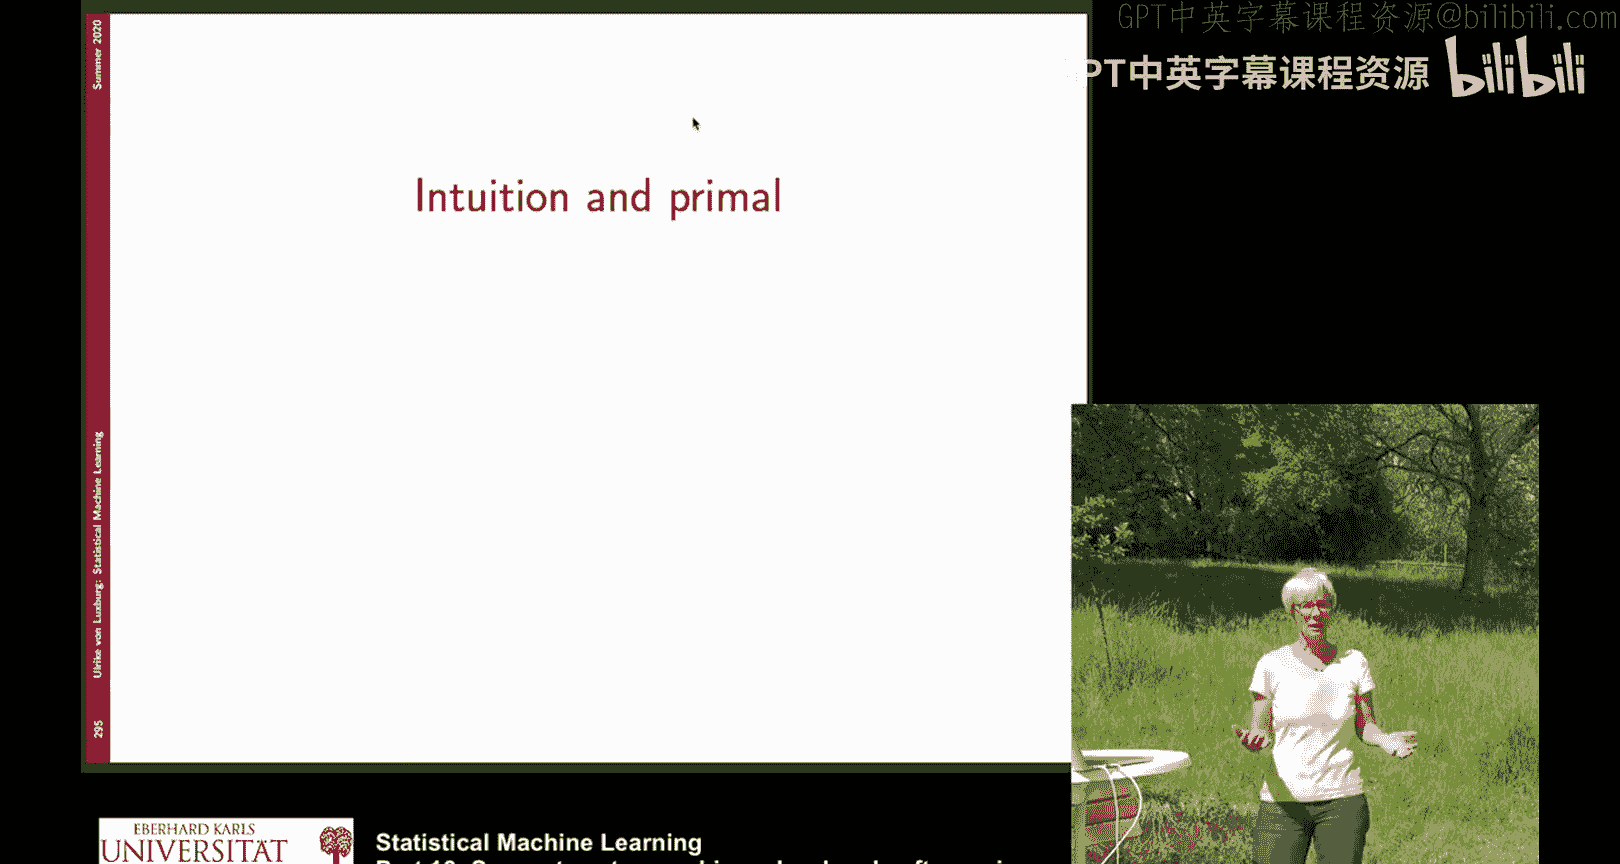 GPT中英字幕课程资源@bilibili.com
PT中英字幕课程资源 bilibili
Summer 2020
Intuition and primal
Ulrike von Luxburg: Statistical Machine Learning
295
EBERHARD KARLS
UNIVERSITÄT
Statistical Machine Learning